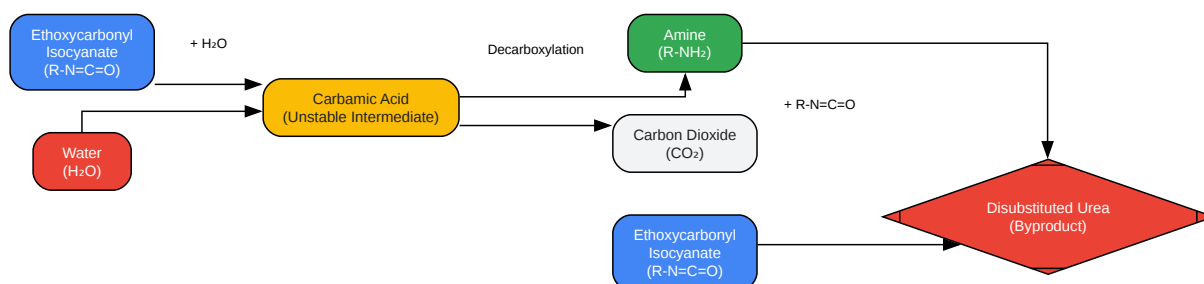 Ethoxycarbonyl
Isocyanate
(R-N=C=O)
+ H₂O
Water
(H₂O)
Carbamic Acid
(Unstable Intermediate)
Decarboxylation
Amine
(R-NH₂)
Carbon Dioxide
(CO₂)
+ R-N=C=O
Ethoxycarbonyl
Isocyanate
(R-N=C=O)
Disubstituted Urea
(Byproduct)